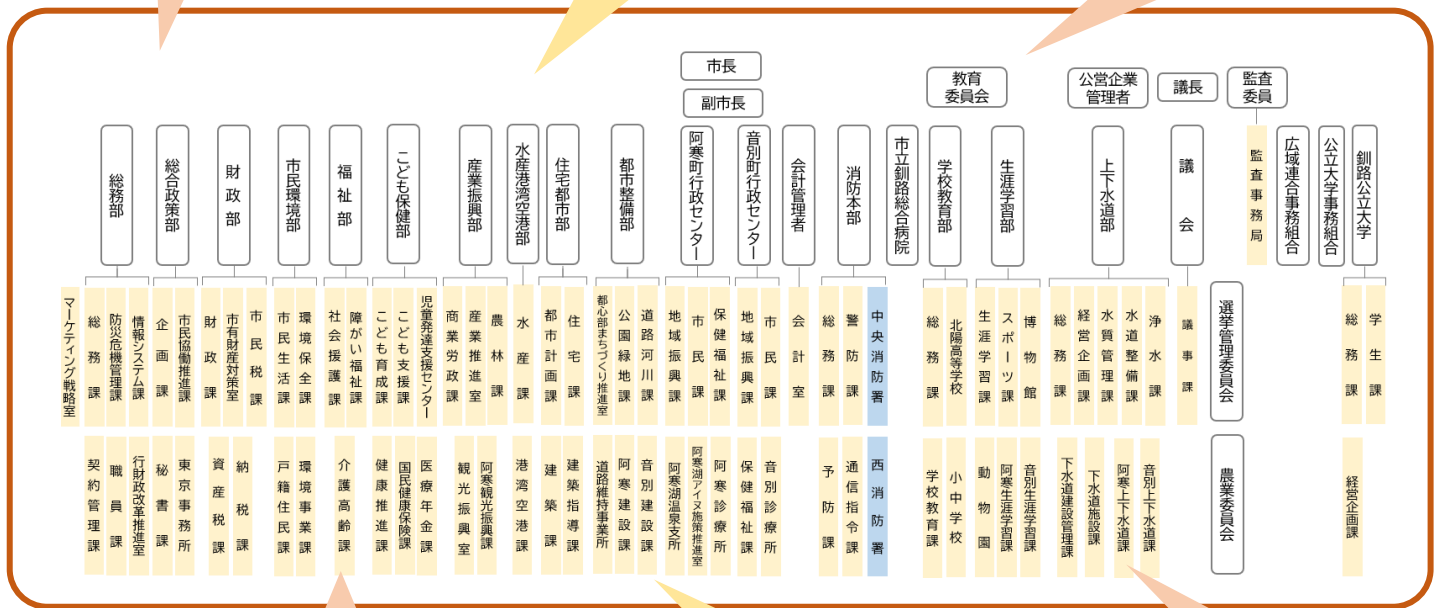 市長
副市長
教育
委員会
公営企業
管理者
議長
監査
委員
総務部
総合政策部
財政部
市民環境部
福祉部
こども保健部
産業振興部
水産港湾空港部
住宅都市部
都市整備部
阿寒町行政センター
音別町行政センター
会計管理者
消防本部
市立釧路総合病院
学校教育部
生涯学習部
上下水道部
議会
監査事務局
広域連合事務組合
公立大学事務組合
釧路公立大学
マーケティング戦略室
総務課
防災危機管理課
情報システム課
企画課
市民協働推進課
財政課
市有財産対策室
市民税課
市民生活課
環境保全課
社会援護課
障がい福祉課
こども育成課
こども支援課
児童発達支援センター
商業労政課
産業推進室
農林課
水産課
都市計画課
住宅課
都心部まちづくり推進室
公園緑地課
道路河川課
地域振興課
市民課
保健福祉課
地域振興課
市民課
会計室
総務課
警防課
中央消防署
総務課
北陽高等学校
生涯学習課
スポーツ課
博物館
総務課
経営企画課
水質管理課
水道整備課
浄水課
議事課
選挙管理委員会
総務課
学生課
契約管理課
職員課
行財政改革推進室
秘書課
東京事務所
資産税課
納税課
戸籍住民課
環境事業課
介護高齢課
健康推進課
国民健康保険課
医療年金課
観光振興室
阿寒観光振興課
港湾空港課
建築課
建築指導課
道路維持事業所
阿寒建設課
音別建設課
阿寒湖温泉支所
阿寒湖アイヌ施策推進室
阿寒診療所
保健福祉課
音別診療所
予防課
通信指令課
西消防署
学校教育課
小中学校
動物園
阿寒生涯学習課
音別生涯学習課
下水道建設管理課
下水道施設課
阿寒上下水道課
音別上下水道課
農業委員会
経営企画課